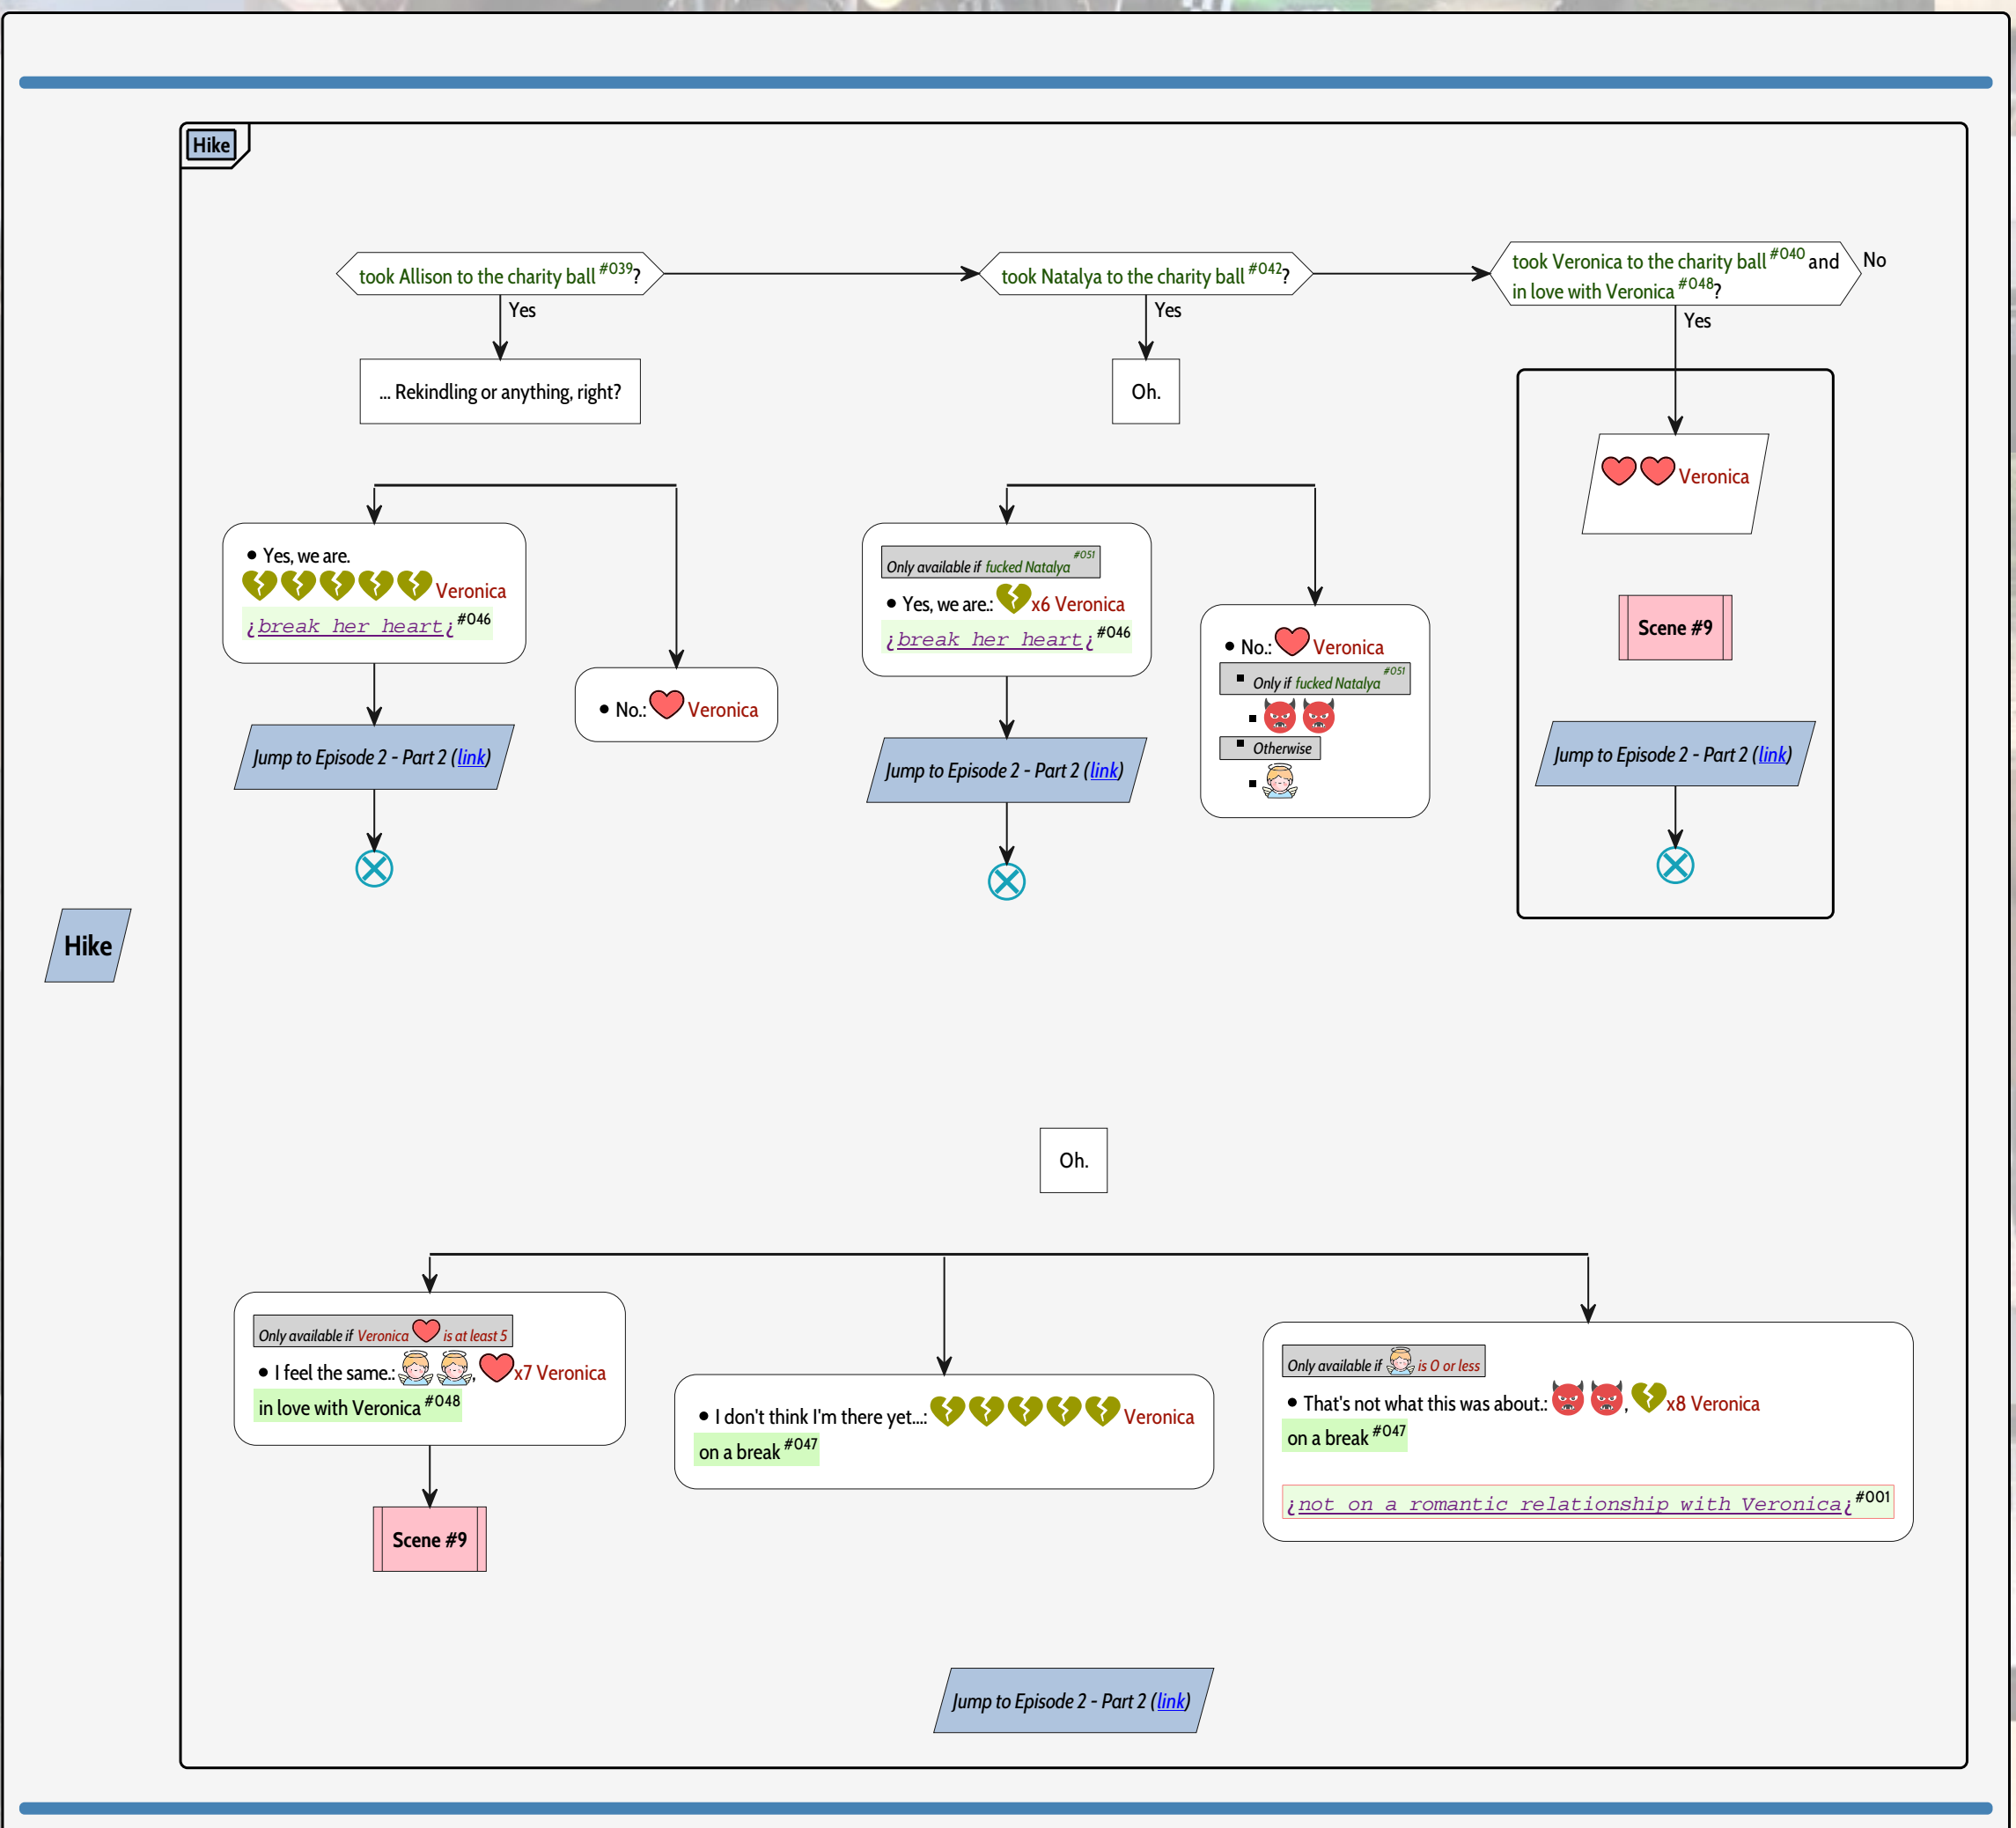 Hike
took Allison to the charity ball #039?
took Natalya to the charity ball #042?
took Veronica to the charity ball #040 and
in love with Veronica #048?
No
Yes
Yes
Yes
... Rekindling or anything, right?
Oh.
Veronica
Yes, we are.
Veronica
¿break her heart¿ #046
No.: Veronica
Only available if fucked Natalya #051
Yes, we are.: x6 Veronica
¿break her heart¿ #046
No.: Veronica
Only if fucked Natalya #051
Otherwise
Scene #9
Jump to Episode 2 - Part 2 (link)
Jump to Episode 2 - Part 2 (link)
Jump to Episode 2 - Part 2 (link)
Hike
Oh.
Only available if Veronica is at least 5
I feel the same.: , x7 Veronica
in love with Veronica #048
Scene #9
I don't think I'm there yet...: Veronica
on a break #047
Only available if is 0 or less
That's not what this was about.: , x8 Veronica
on a break #047
¿not on a romantic relationship with Veronica¿ #001
Jump to Episode 2 - Part 2 (link)